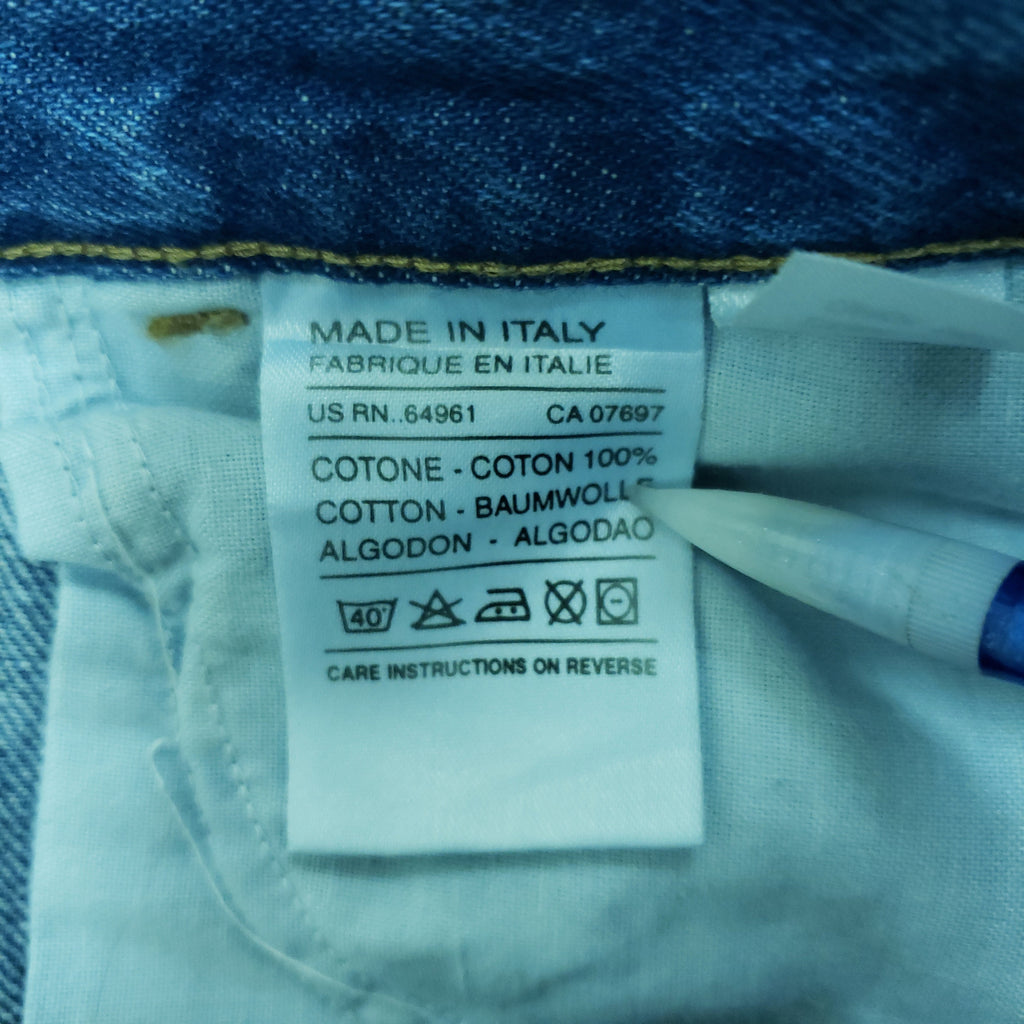 MADE IN ITALY
FABRIQUE EN ITALIE
US RN..64961 CA 07697
COTONE - COTON 100%
COTTON - BAUMWOLLE
ALGODON - ALGODAO
40°
CARE INSTRUCTIONS ON REVERSE